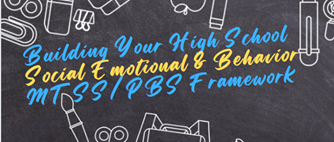 Building Your High School
Social Emotional & Behavior
MTSS/PBS Framework